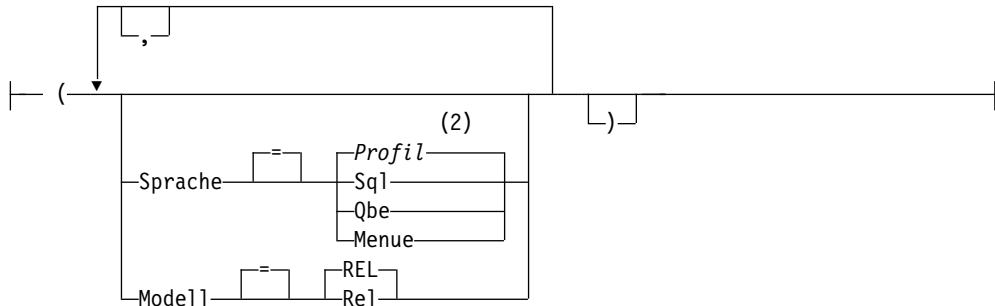 ,
( )
(2)
= Profil
Sprache Sql
Qbe
Menue
= REL
Modell Rel